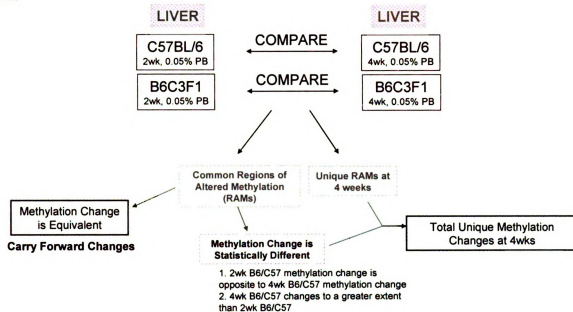 LIVER
LIVER
C57BL/6
2wk, 0.05% PB
COMPARE
C57BL/6
4wk, 0.05% PB
B6C3F1
2wk, 0.05% PB
COMPARE
B6C3F1
4wk, 0.05% PB
Common Regions of
Altered Methylation
(RAMs)
Unique RAMs at
4 weeks
Methylation Change
is Equivalent
Carry Forward Changes
Total Unique Methylation
Changes at 4wks
Methylation Change is
Statistically Different
1. 2wk B6/C57 methylation change is
opposite to 4wk B6/C57 methylation change
2. 4wk B6/C57 changes to a greater extent
than 2wk B6/C57